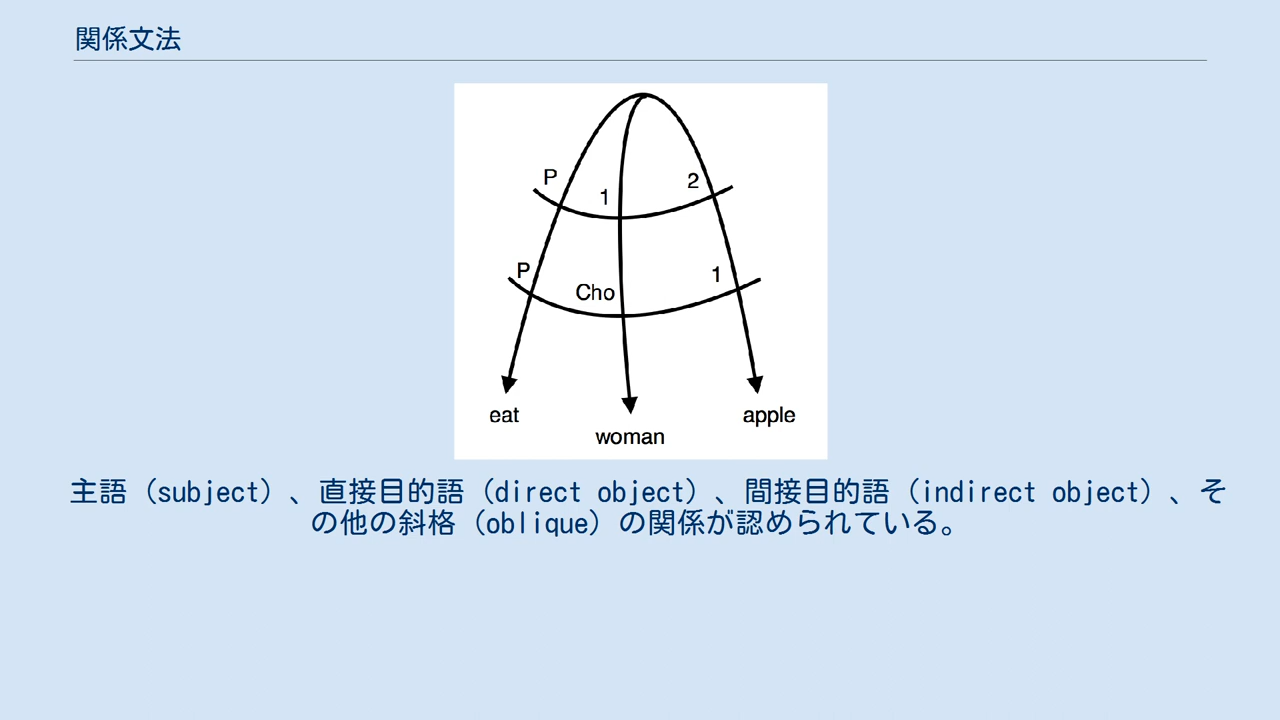 関係文法
P
1
2
P
Cho
1
eat
woman
apple
主語（subject）、直接目的語（direct object）、間接目的語（indirect object）、そ
の他の斜格（oblique）の関係が認められている。